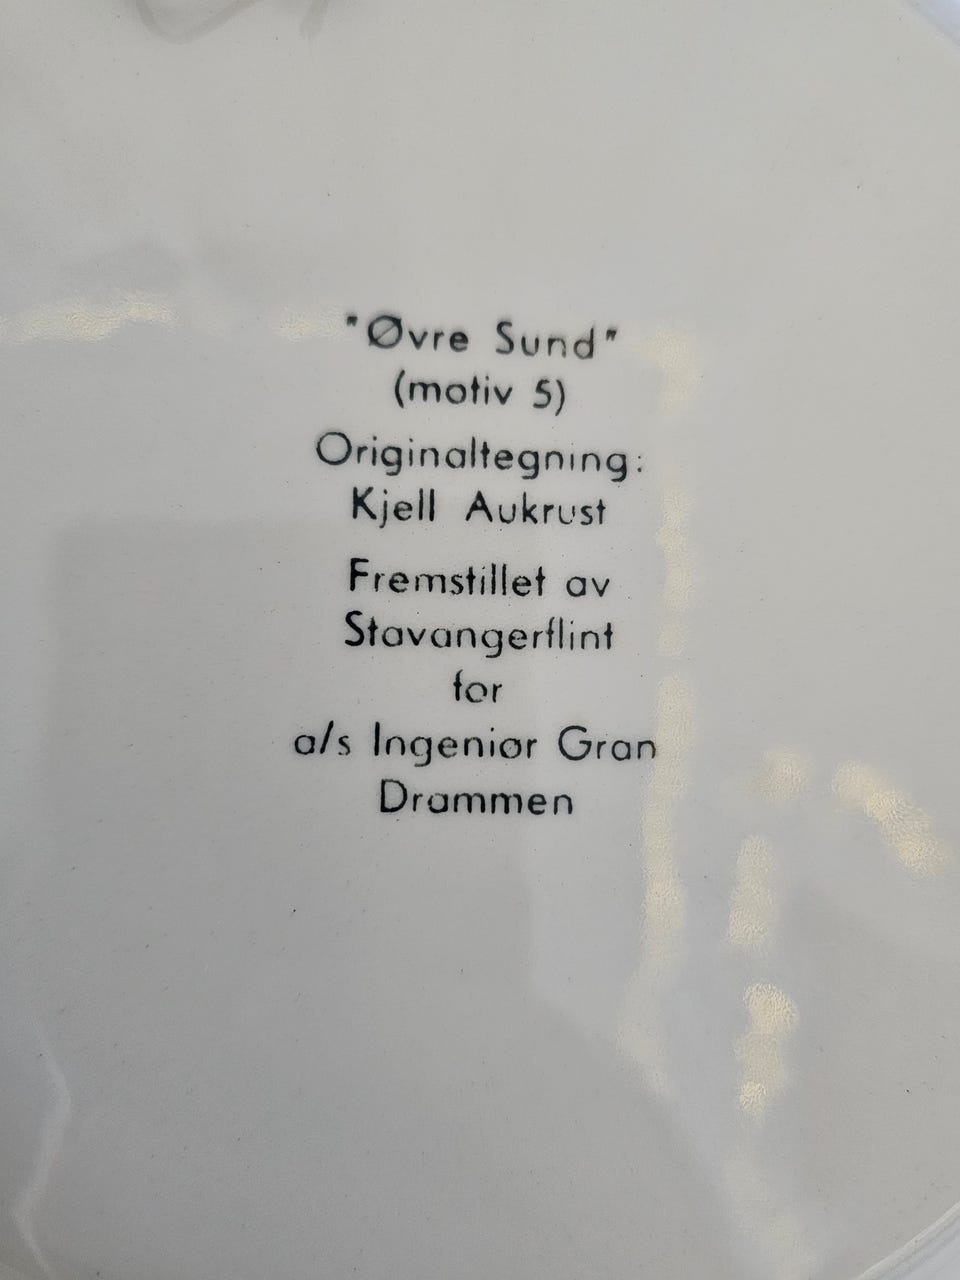 "Øvre Sund"
(motiv 5)
Originaltegning:
Kjell Aukrust
Fremstillet av
Stavangerflint
for
a/s Ingeniør Gran
Drammen